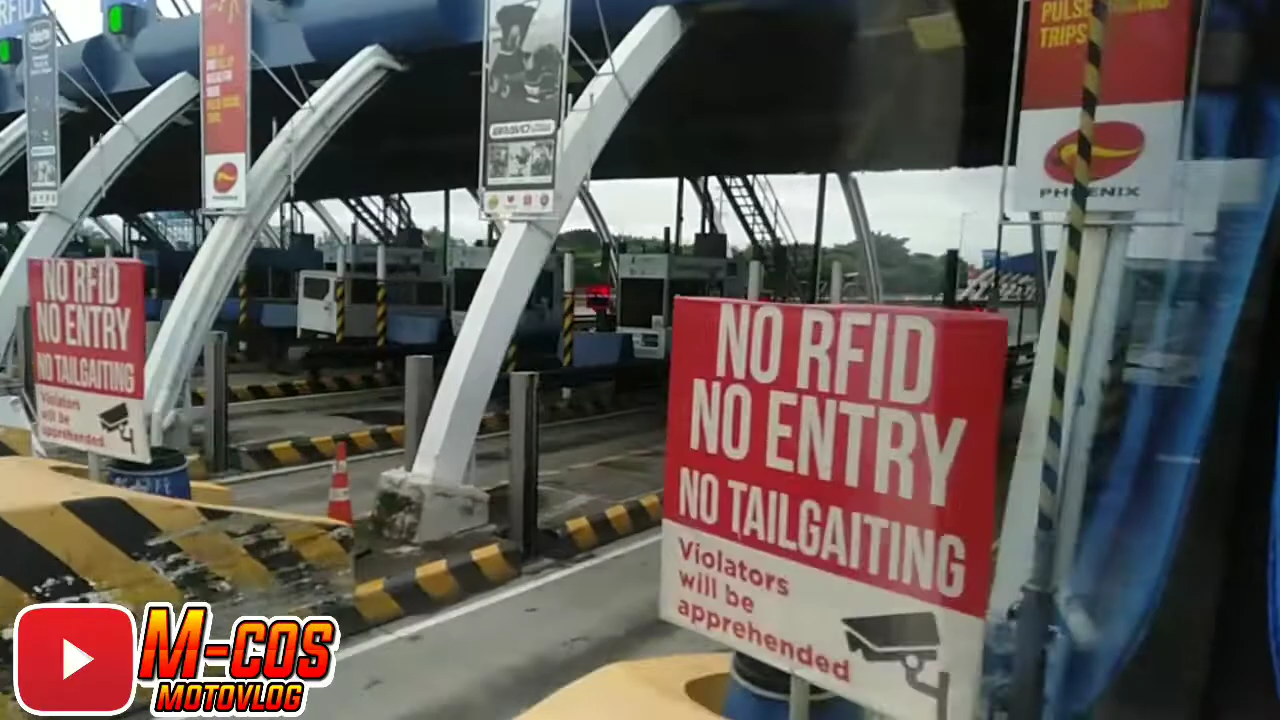 RFID
PULSE
TRIPS
PHOENIX
BRAVO
NO RFID
NO ENTRY
NO TAILGAITING
Violators
will be
apprehended
NO RFID
NO ENTRY
NO TAILGAITING
Violators
will be
apprehended
M-COS
MOTOVLOG